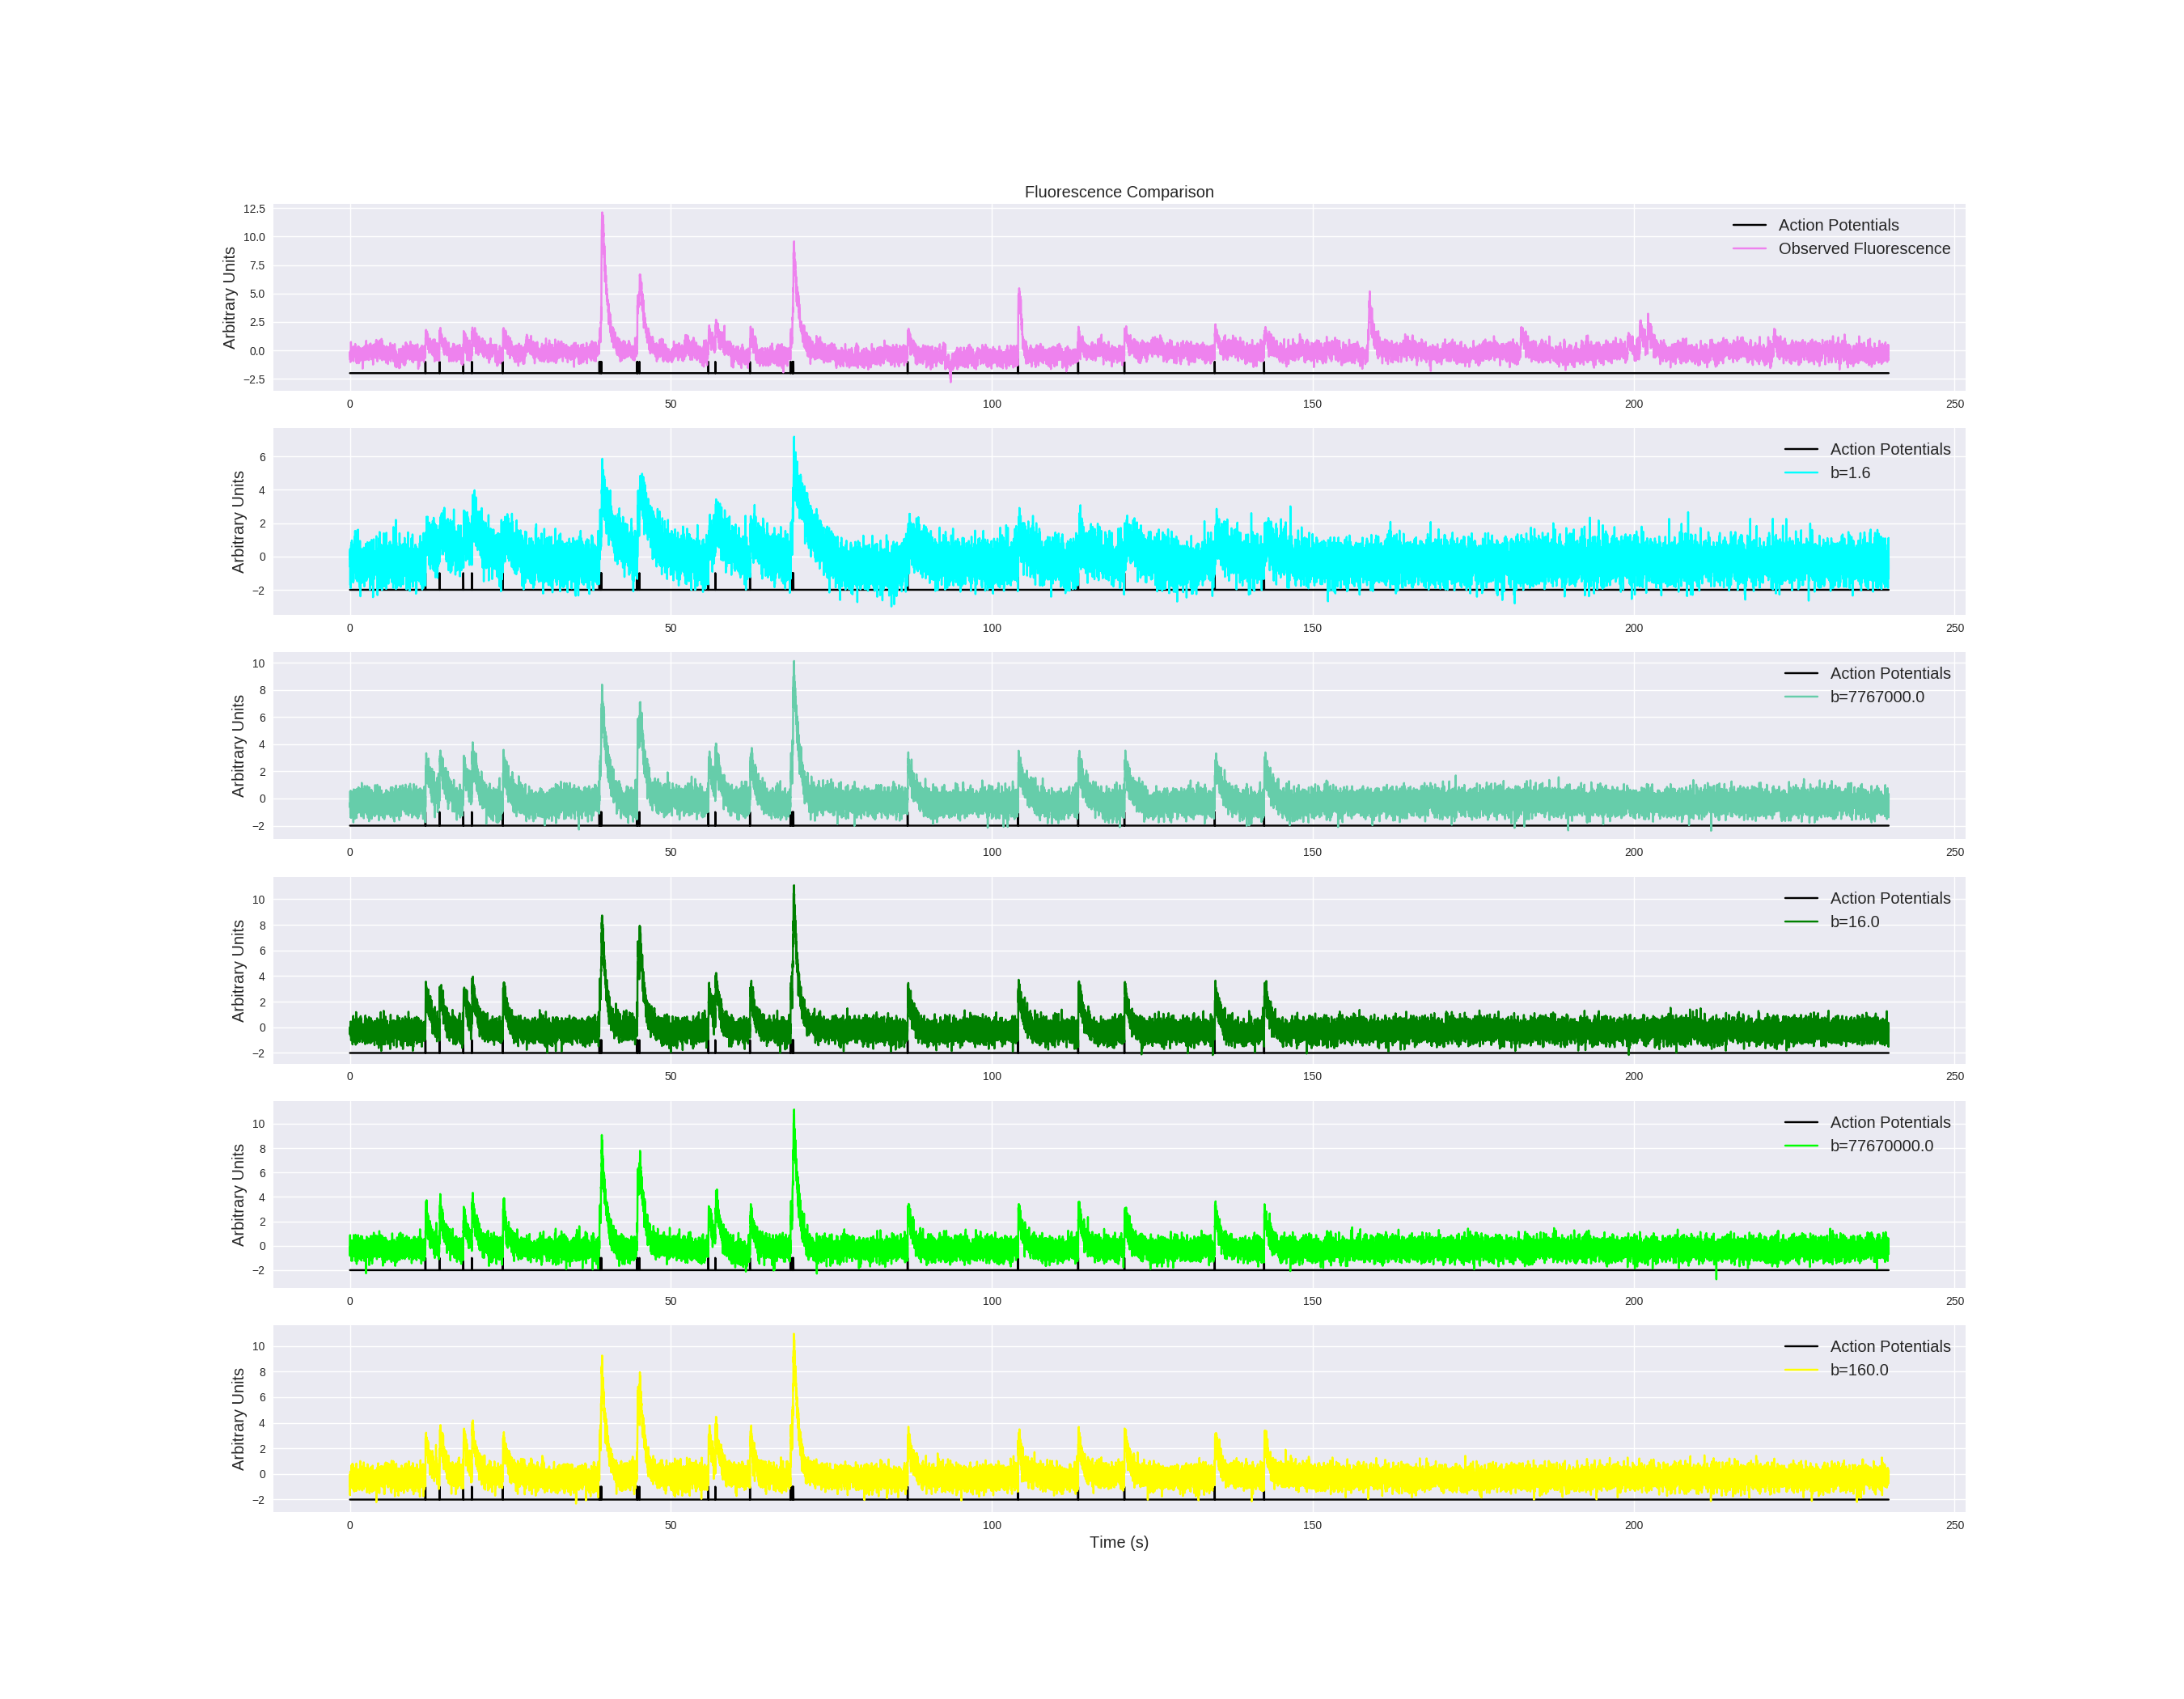 Fluorescence Comparison
Arbitrary Units
12.5
10.0
7.5
5.0
2.5
0.0
−2.5
Action Potentials
Observed Fluorescence
0 50 100 150 200 250
Arbitrary Units
6
4
2
0
−2
Action Potentials
b=1.6
0 50 100 150 200 250
Arbitrary Units
10
8
6
4
2
0
−2
Action Potentials
b=7767000.0
0 50 100 150 200 250
Arbitrary Units
10
8
6
4
2
0
−2
Action Potentials
b=16.0
0 50 100 150 200 250
Arbitrary Units
10
8
6
4
2
0
−2
Action Potentials
b=77670000.0
0 50 100 150 200 250
Arbitrary Units
10
8
6
4
2
0
−2
Action Potentials
b=160.0
0 50 100 150 200 250
Time (s)